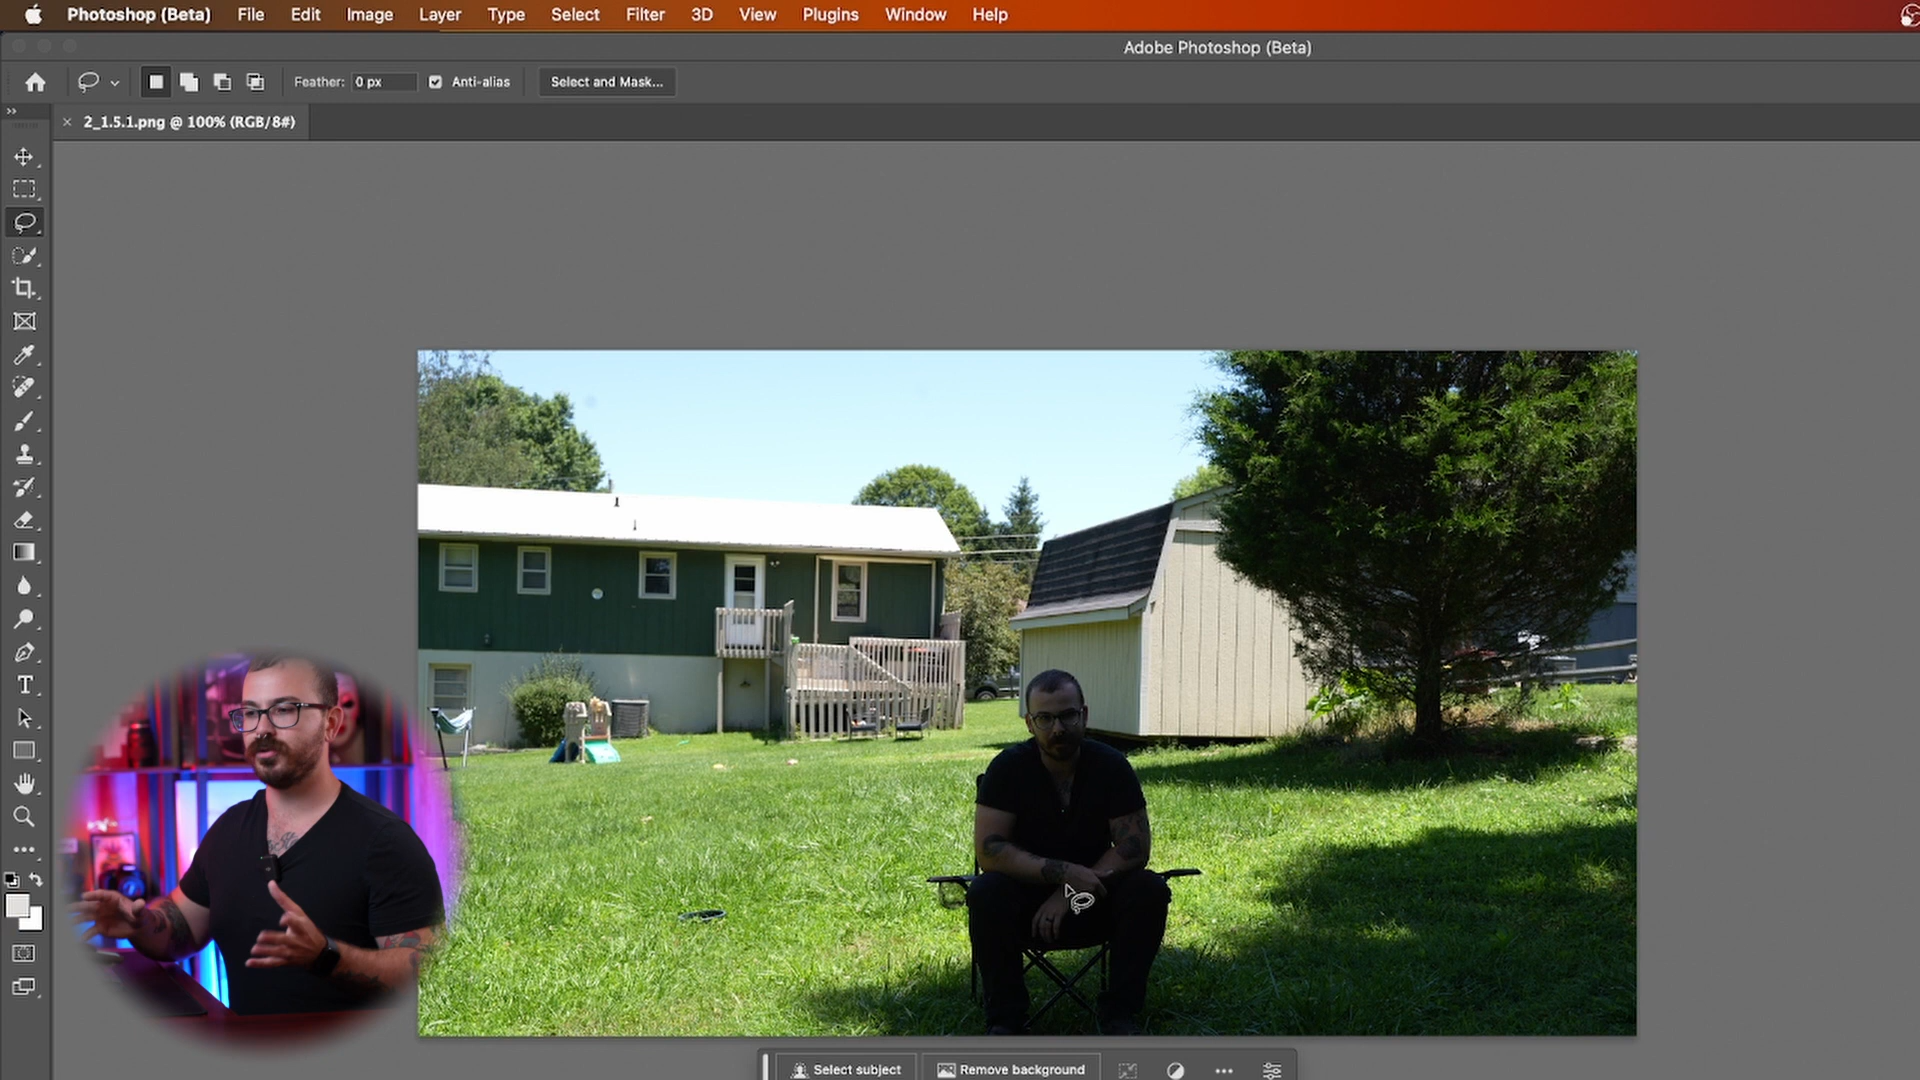 Photoshop (Beta) File Edit Image Layer Type Select Filter 3D View Plugins Window Help
Adobe Photoshop (Beta)
Feather: 0 px Anti-alias Select and Mask...
× 2_1.5.1.png @ 100% (RGB/8#)
Select subject Remove background